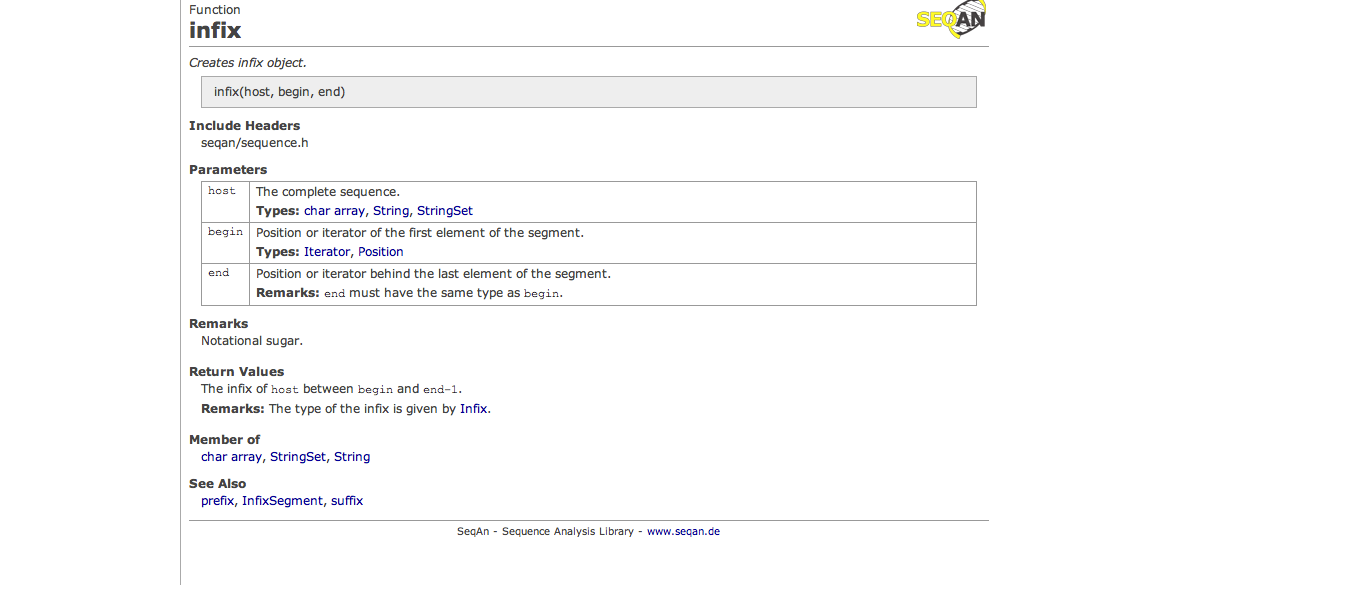 Function
infix
SEQAN
Creates infix object.
infix(host, begin, end)
Include Headers
seqan/sequence.h
Parameters
host
The complete sequence.
Types: char array, String, StringSet
begin
Position or iterator of the first element of the segment.
Types: Iterator, Position
end
Position or iterator behind the last element of the segment.
Remarks: end must have the same type as begin.
Remarks
Notational sugar.
Return Values
The infix of host between begin and end-1.
Remarks: The type of the infix is given by Infix.
Member of
char array, StringSet, String
See Also
prefix, InfixSegment, suffix
SeqAn - Sequence Analysis Library - www.seqan.de